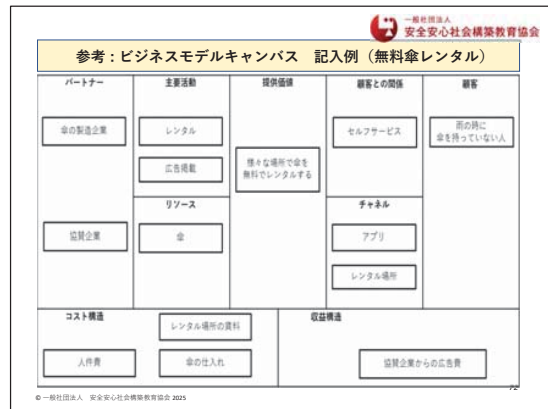 一般社団法人
安全安心社会構築教育協会
参考：ビジネスモデルキャンバス　記入例（無料傘レンタル）
パートナー
傘の製造企業
協賛企業
主要活動
レンタル
広告掲載
リソース
傘
提供価値
様々な場所で傘を
無料でレンタルする
顧客との関係
セルフサービス
チャネル
アプリ
レンタル場所
顧客
雨の時に
傘を持っていない人
コスト構造
レンタル場所の賃料
人件費
傘の仕入れ
収益構造
協賛企業からの広告費
72
© 一般社団法人　安全安心社会構築教育協会 2025